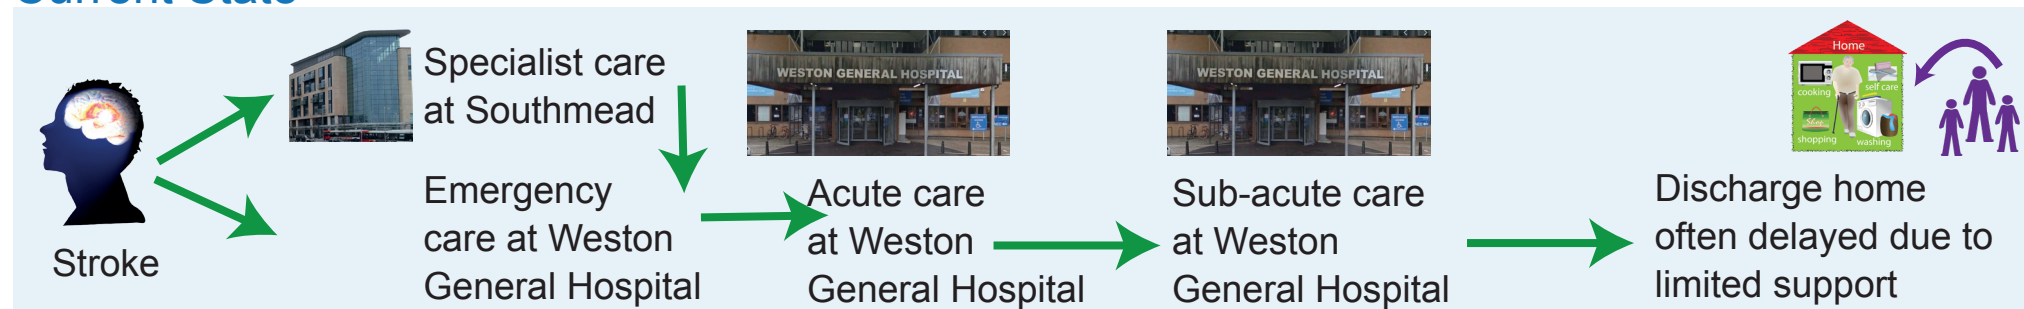 Current State
Stroke
Specialist care
at Southmead
Emergency
care at Weston
General Hospital
WESTON GENERAL HOSPITAL
Acute care
at Weston
General Hospital
WESTON GENERAL HOSPITAL
Sub-acute care
at Weston
General Hospital
Home
cooking
self care
shopping
washing
Discharge home
often delayed due to
limited support